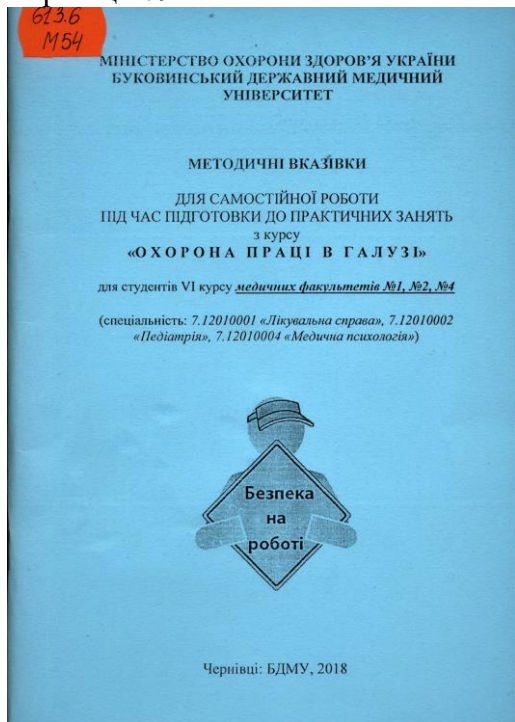 613.6
М54
МІНІСТЕРСТВО ОХОРОНИ ЗДОРОВ'Я УКРАЇНИ
БУКОВИНСЬКИЙ ДЕРЖАВНИЙ МЕДИЧНИЙ
УНІВЕРСИТЕТ
МЕТОДИЧНІ ВКАЗІВКИ
ДЛЯ САМОСТІЙНОЇ РОБОТИ
ПІД ЧАС ПІДГОТОВКИ ДО ПРАКТИЧНИХ ЗАНЯТЬ
з курсу
«ОХОРОНА ПРАЦІ В ГАЛУЗІ»
для студентів VI курсу медичних факультетів №1, №2, №4
(спеціальність: 7.12010001 «Лікувальна справа», 7.12010002
«Педіатрія», 7.12010004 «Медична психологія»)
Безпека
на
роботі
Чернівці: БДМУ, 2018